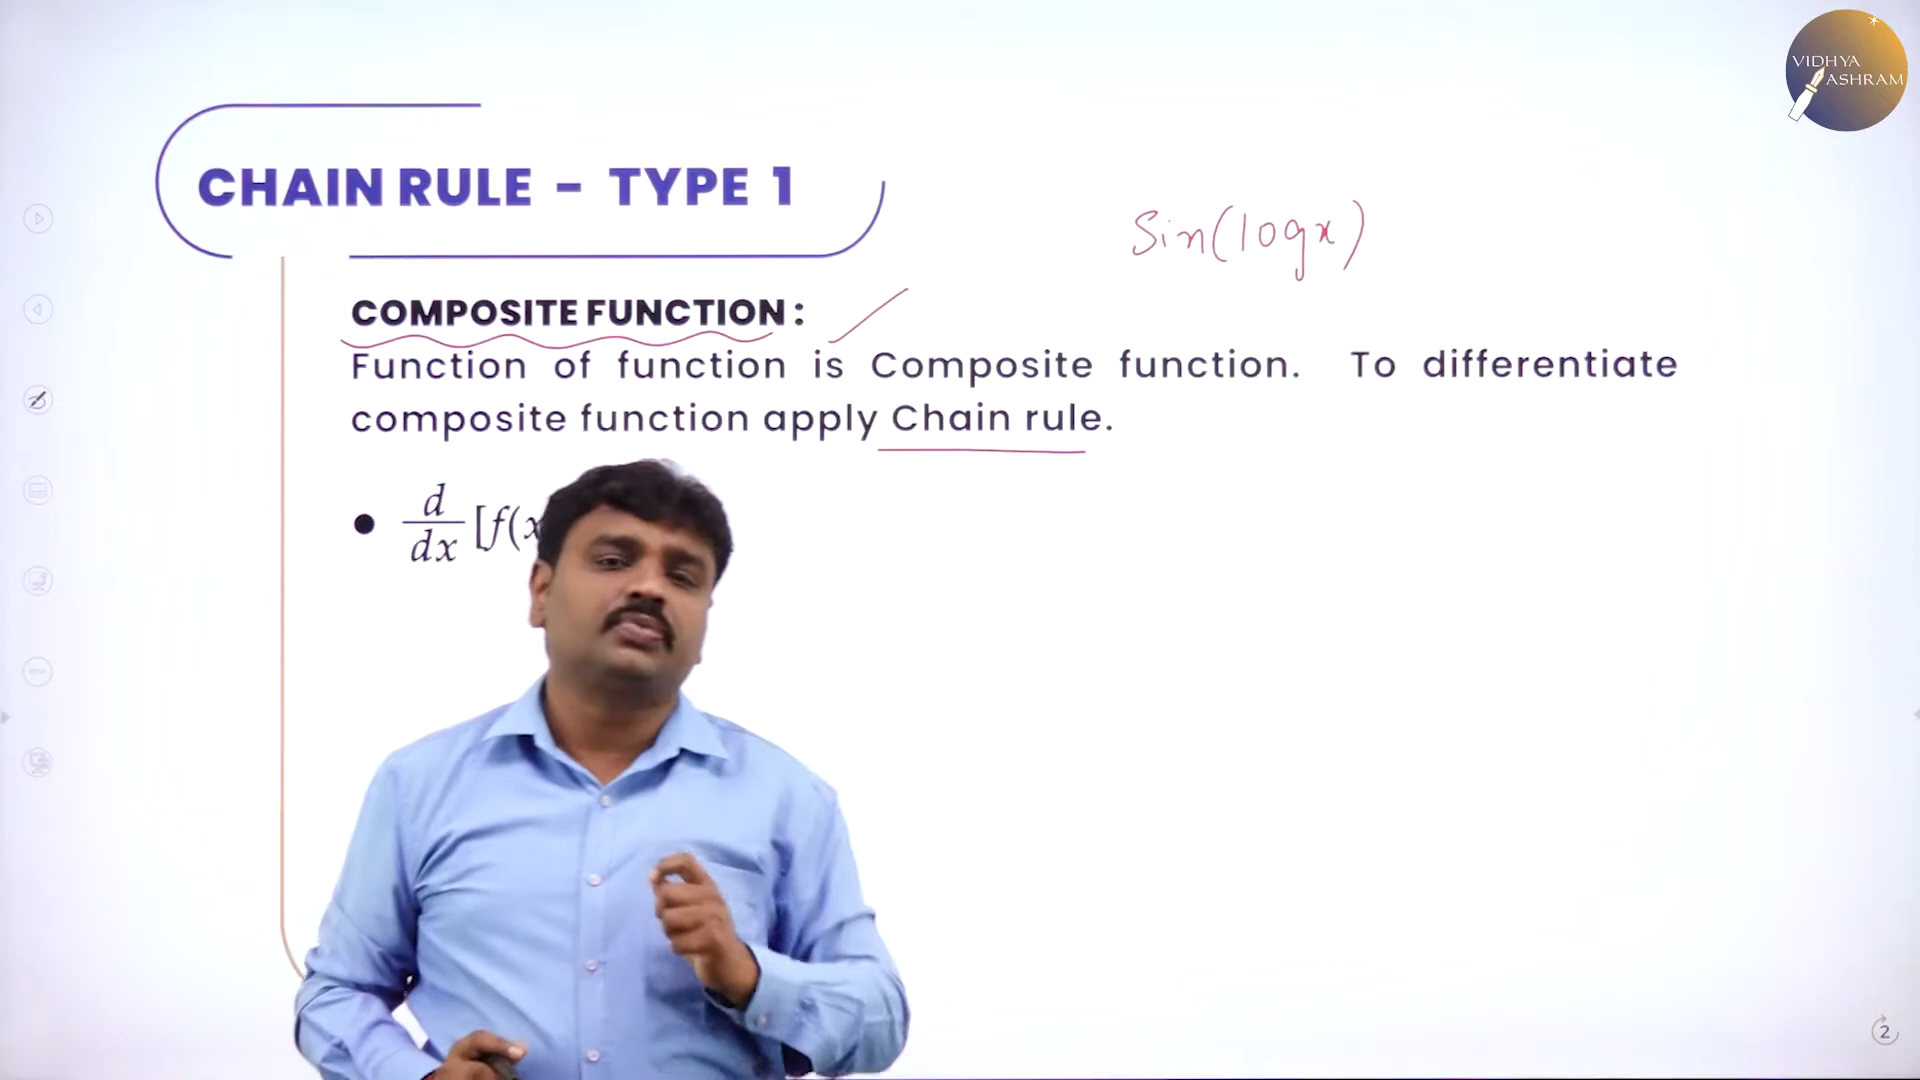 VIDHYA
ASHRAM
CHAIN RULE - TYPE 1
Sin(logx)
COMPOSITE FUNCTION :
Function of function is Composite function. To differentiate
composite function apply Chain rule.
• d/dx [f(x
2